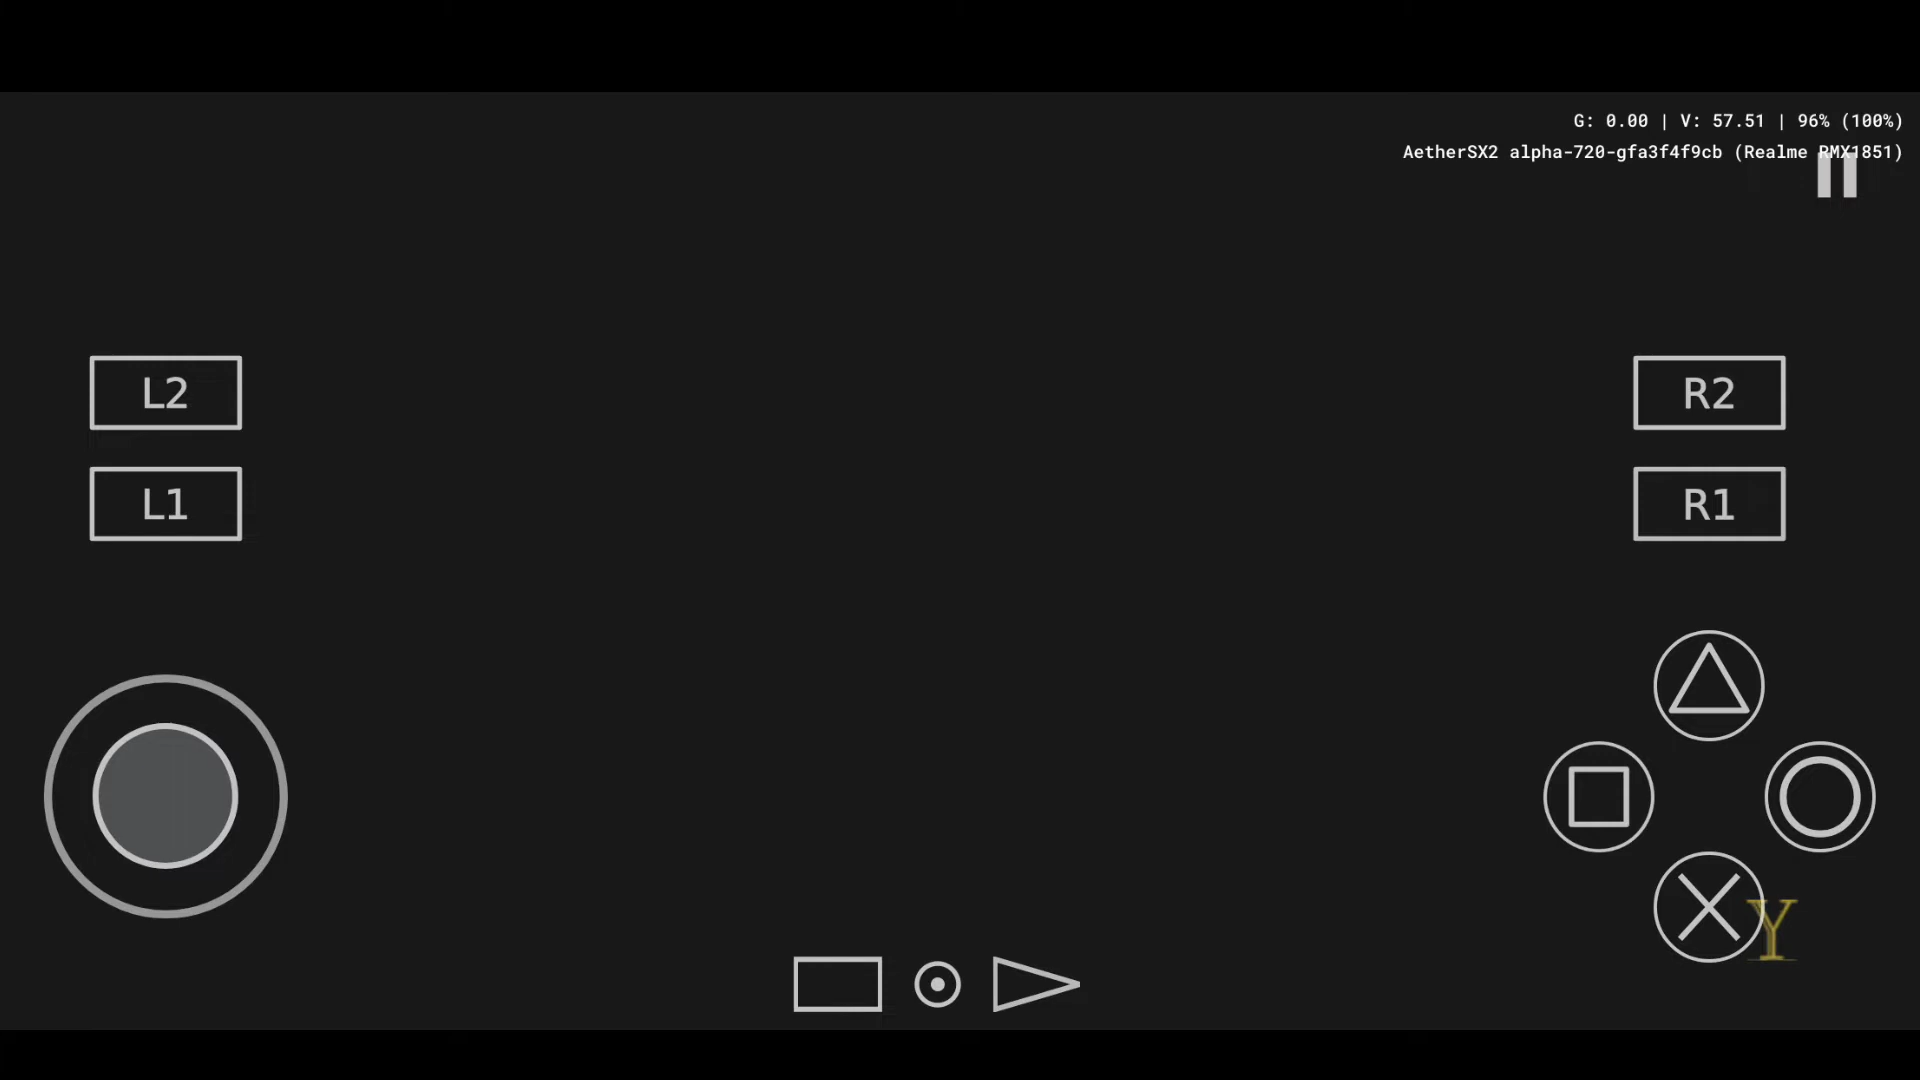 G: 0.00 | V: 57.51 | 96% (100%)
AetherSX2 alpha-720-gfa3f4f9cb (Realme RMX1851)
L2
R2
L1
R1
Y